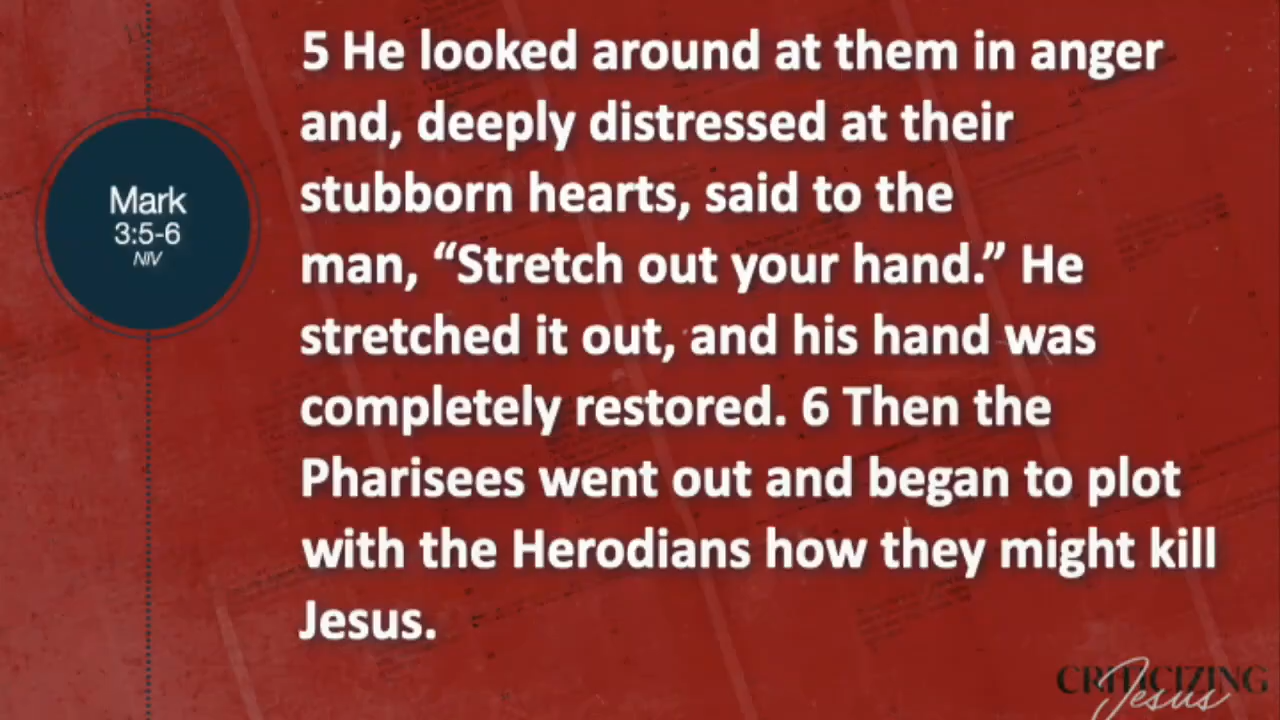 Mark
3:5-6
NIV
5 He looked around at them in anger
and, deeply distressed at their
stubborn hearts, said to the
man, “Stretch out your hand.” He
stretched it out, and his hand was
completely restored. 6 Then the
Pharisees went out and began to plot
with the Herodians how they might kill
Jesus.
CRITICIZING
Jesus